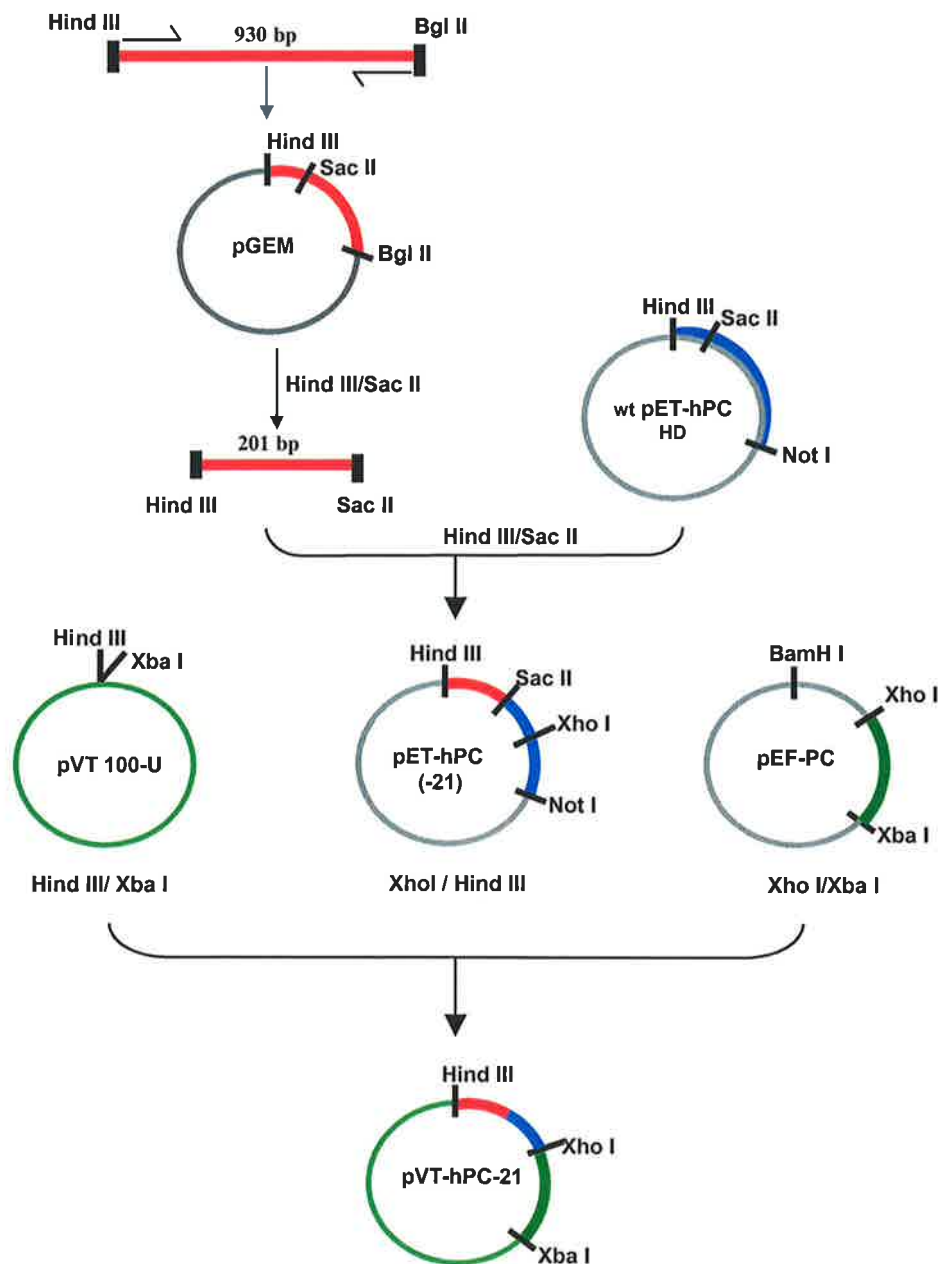 Hind III
930 bp
Bgl II
Hind III
Sac II
pGEM
Bgl II
Hind III/Sac II
201 bp
Hind III
Sac II
Hind III
Sac II
wt pET-hPC
HD
Not I
Hind III/Sac II
Hind III
Xba I
pVT 100-U
Hind III/ Xba I
Hind III
Sac II
Xho I
pET-hPC
(-21)
Not I
XhoI / Hind III
BamH I
Xho I
pEF-PC
Xba I
Xho I/Xba I
Hind III
Xho I
pVT-hPC-21
Xba I